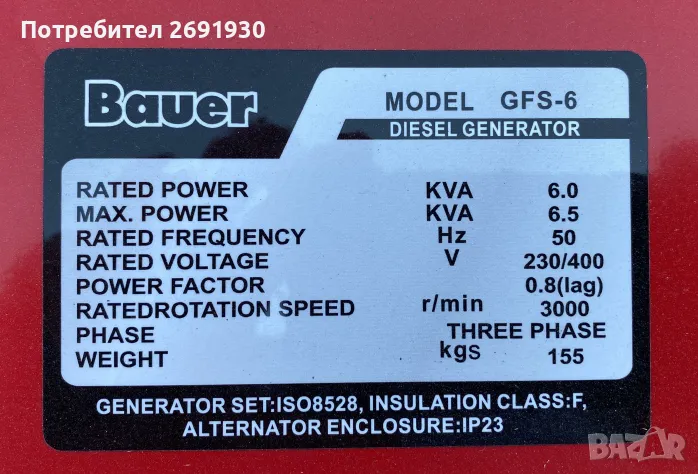 Потребител 2691930
Bauer
MODEL GFS-6
DIESEL GENERATOR
RATED POWER KVA 6.0
MAX. POWER KVA 6.5
RATED FREQUENCY Hz 50
RATED VOLTAGE V 230/400
POWER FACTOR 0.8(lag)
RATEDROTATION SPEED r/min 3000
PHASE THREE PHASE
WEIGHT kgs 155
GENERATOR SET:ISO8528, INSULATION CLASS:F,
ALTERNATOR ENCLOSURE:IP23
BAZAR